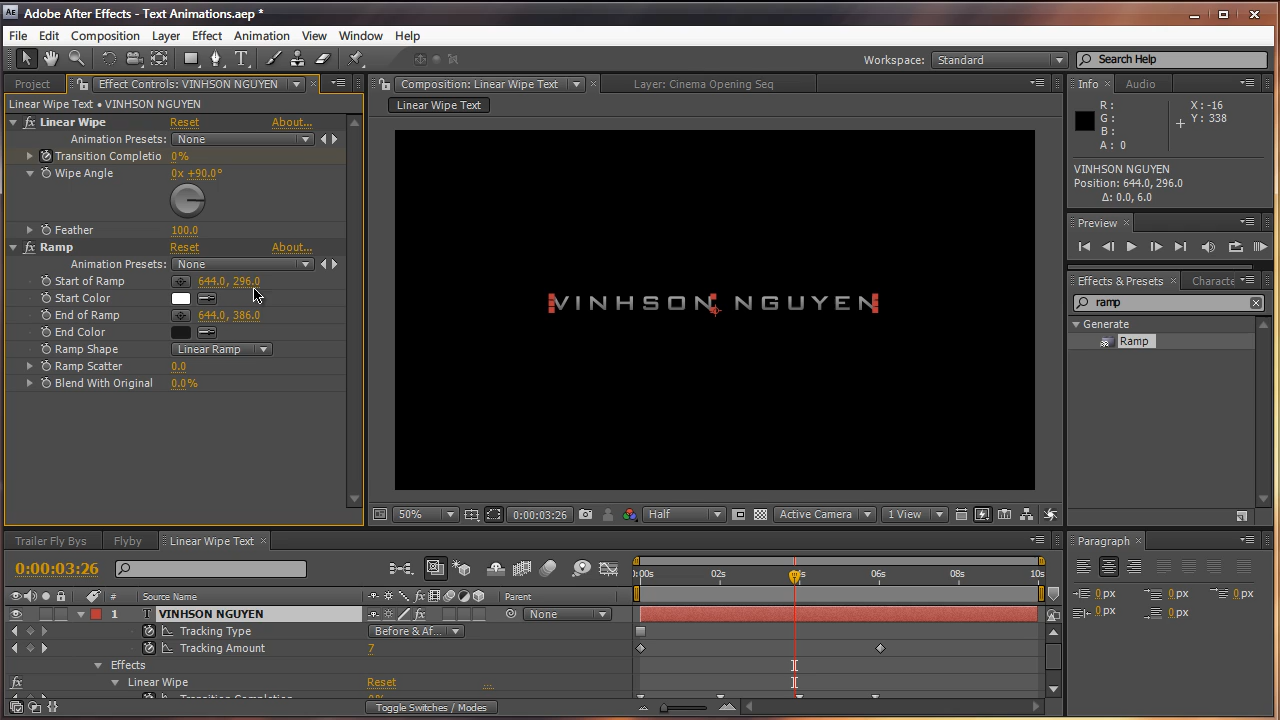 Adobe After Effects - Text Animations.aep *
File Edit Composition Layer Effect Animation View Window Help
Workspace: Standard Search Help
Project Effect Controls: VINHSON NGUYEN
Linear Wipe Text • VINHSON NGUYEN
Linear Wipe Reset About...
Animation Presets: None
Transition Completio 0%
Wipe Angle 0x +90.0°
Feather 100.0
Ramp Reset About...
Animation Presets: None
Start of Ramp 644.0, 296.0
Start Color
End of Ramp 644.0, 386.0
End Color
Ramp Shape Linear Ramp
Ramp Scatter 0.0
Blend With Original 0.0%
Composition: Linear Wipe Text Layer: Cinema Opening Seq
Linear Wipe Text
VINHSON NGUYEN
50% 0:00:03:26 Half Active Camera 1 View
Info Audio
R : X : -16
G : Y : 338
B :
A : 0
VINHSON NGUYEN
Position: 644.0, 296.0
Δ: 0.0, 6.0
Preview
Effects & Presets Characte
ramp
Generate
Ramp
Paragraph
0 px 0 px 0 px
0 px 0 px
Trailer Fly Bys Flyby Linear Wipe Text
0:00:03:26
# Source Name Parent
):00s 02s 04s 06s 08s 10s
1 T VINHSON NGUYEN None
Tracking Type Before & Af...
Tracking Amount 7
Effects
Linear Wipe Reset ...
Transition Completion 0%
Toggle Switches / Modes